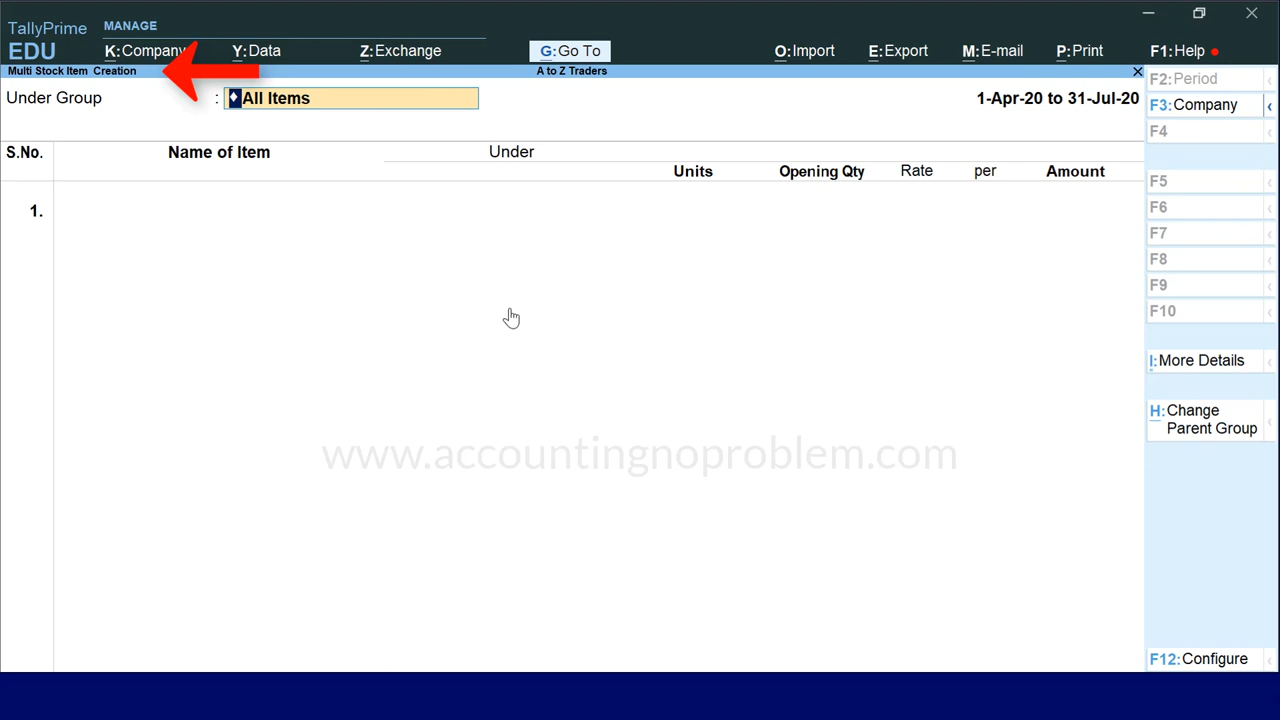 TallyPrime
EDU
MANAGE
K:Company Y:Data Z:Exchange G:Go To O:Import E:Export M:E-mail P:Print F1:Help
Multi Stock Item Creation A to Z Traders
Under Group : All Items 1-Apr-20 to 31-Jul-20
S.No. Name of Item Under
Units Opening Qty Rate per Amount
1.
www.accountingnoproblem.com
F2:Period
F3:Company
F4
F5
F6
F7
F8
F9
F10
I:More Details
H:Change
Parent Group
F12:Configure